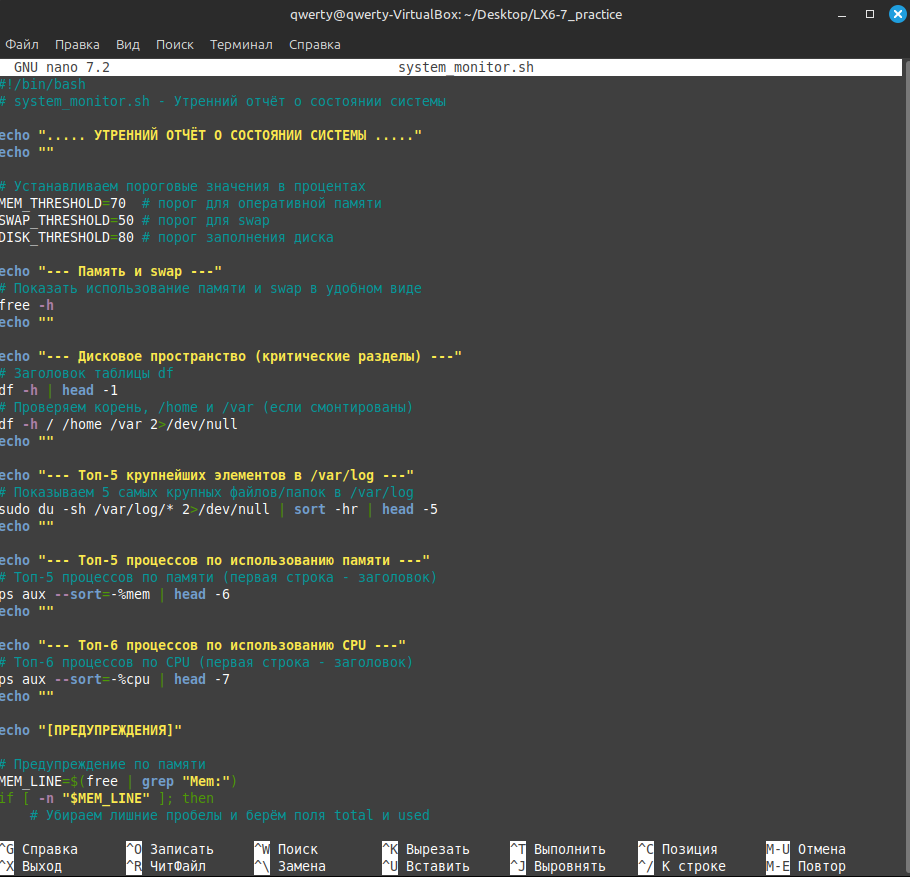 qwerty@qwerty-VirtualBox: ~/Desktop/LX6-7_practice
Файл Правка Вид Поиск Терминал Справка
GNU nano 7.2 system_monitor.sh
#!/bin/bash
# system_monitor.sh - Утренний отчёт о состоянии системы
echo "..... УТРЕННИЙ ОТЧЁТ О СОСТОЯНИИ СИСТЕМЫ ....."
echo ""
# Устанавливаем пороговые значения в процентах
MEM_THRESHOLD=70 # порог для оперативной памяти
SWAP_THRESHOLD=50 # порог для swap
DISK_THRESHOLD=80 # порог заполнения диска
echo "--- Память и swap ---"
# Показать использование памяти и swap в удобном виде
free -h
echo ""
echo "--- Дисковое пространство (критические разделы) ---"
# Заголовок таблицы df
df -h | head -1
# Проверяем корень, /home и /var (если смонтированы)
df -h / /home /var 2>/dev/null
echo ""
echo "--- Топ-5 крупнейших элементов в /var/log ---"
# Показываем 5 самых крупных файлов/папок в /var/log
sudo du -sh /var/log/* 2>/dev/null | sort -hr | head -5
echo ""
echo "--- Топ-5 процессов по использованию памяти ---"
# Топ-5 процессов по памяти (первая строка - заголовок)
ps aux --sort=-%mem | head -6
echo ""
echo "--- Топ-6 процессов по использованию CPU ---"
# Топ-6 процессов по CPU (первая строка - заголовок)
ps aux --sort=-%cpu | head -7
echo ""
echo "[ПРЕДУПРЕЖДЕНИЯ]"
# Предупреждение по памяти
MEM_LINE=$(free | grep "Mem:")
if [ -n "$MEM_LINE" ]; then
# Убираем лишние пробелы и берём поля total и used
^G Справка ^O Записать ^W Поиск ^K Вырезать ^T Выполнить ^C Позиция M-U Отмена
^X Выход ^R ЧитФайл ^\ Замена ^U Вставить ^J Выровнять ^/ К строке M-E Повтор